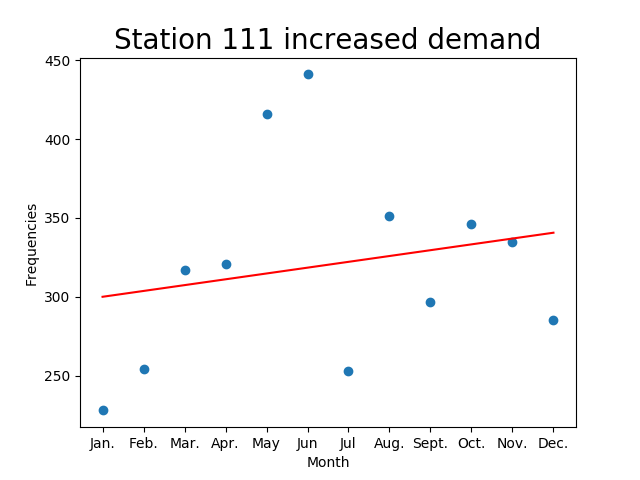 Station 111 increased demand
450
400
350
300
250
Frequencies
Jan. Feb. Mar. Apr. May Jun Jul Aug. Sept. Oct. Nov. Dec.
Month